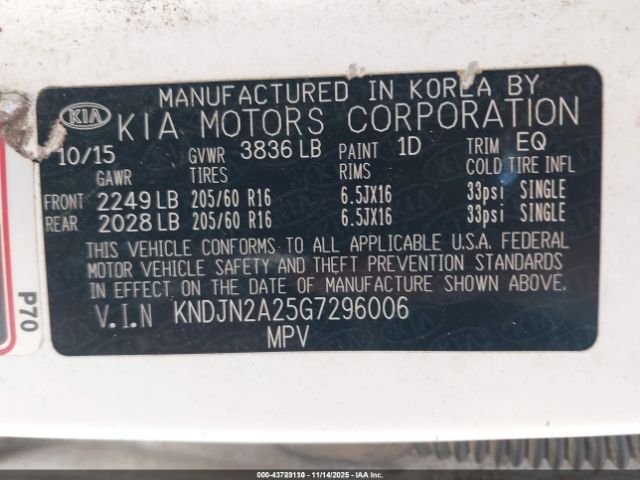 MANUFACTURED IN KOREA BY
KIA KIA MOTORS CORPORATION
10/15 GVWR 3836 LB PAINT 1D TRIM EQ
GAWR TIRES RIMS COLD TIRE INFL
FRONT 2249 LB 205/60 R16 6.5JX16 33psi SINGLE
REAR 2028 LB 205/60 R16 6.5JX16 33psi SINGLE
THIS VEHICLE CONFORMS TO ALL APPLICABLE U.S.A. FEDERAL
MOTOR VEHICLE SAFETY AND THEFT PREVENTION STANDARDS
IN EFFECT ON THE DATE OF MANUFACTURE SHOWN ABOVE.
V.I.N KNDJN2A25G7296006
MPV
P70
000-43723110 - 11/14/2025 - IAAI.COM